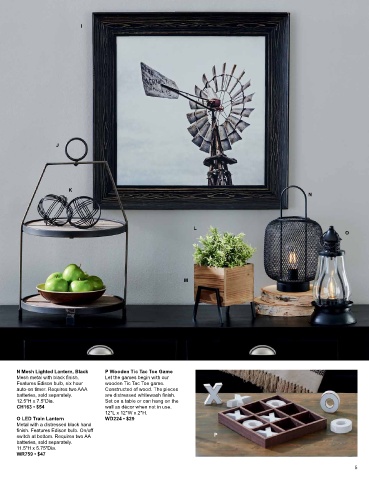 I
J
K
L
M
N
O
N Mesh Lighted Lantern, Black
Mesh metal with black finish.
Features Edison bulb, six hour
auto on timer. Requires two AAA
batteries, sold separately.
12.5"H x 7.5"Dia.
CR163 • $54
O LED Train Lantern
Metal with a distressed black hand
finish. Features Edison bulb. On/off
switch at bottom. Requires two AA
batteries, sold separately.
11.5"H x 5.75"Dia.
WR759 • $47
P Wooden Tic Tac Toe Game
Let the games begin with our
wooden Tic Tac Toe game.
Constructed of wood. The pieces
are distressed whitewash finish.
Set on a table or can hang on the
wall as decor when not in use.
12"L x 12"W x 2"H.
WD224 • $29
P